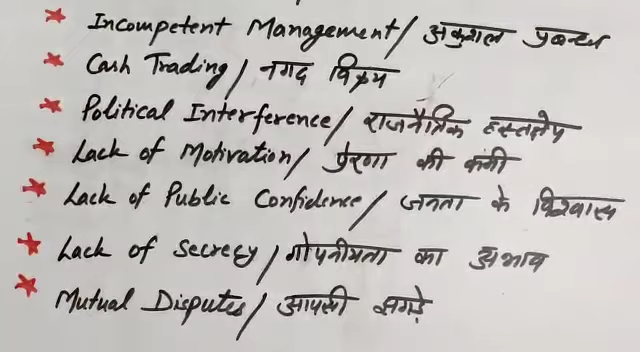 Incompetent Management / अकुशल प्रबन्ध
Cash Trading / नगद विक्रय
Political Interference / राजनैतिक हस्तक्षेप
Lack of Motivation / प्रेरणा की कमी
Lack of Public Confidence / जनता के विश्वास
Lack of Secrecy / गोपनीयता का अभाव
Mutual Disputes / आपसी झगड़े